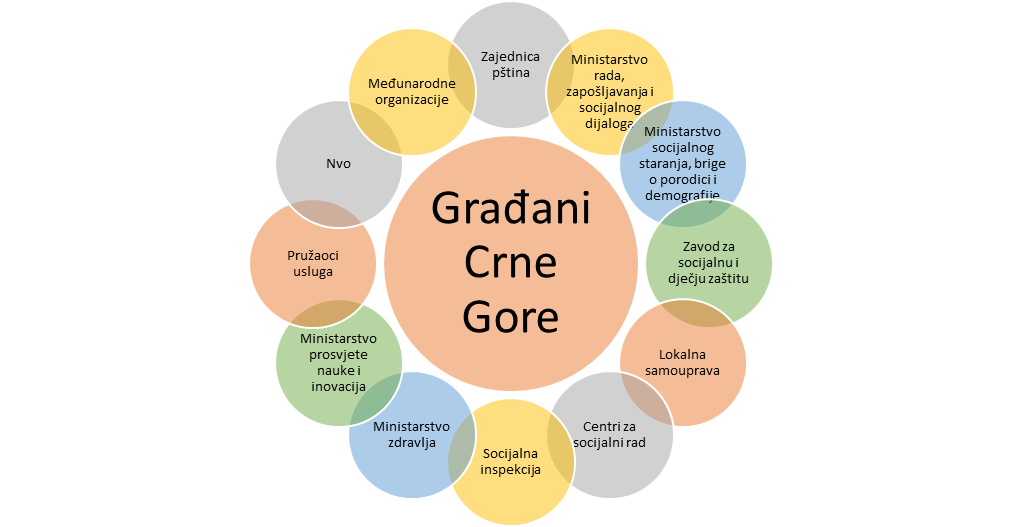 Građani
Crne
Gore
Zajednica
pština
Ministarstvo
rada,
zapošljavanja i
socijalnog
dijaloga
Ministarstvo
socijalnog
staranja, brige
o porodici i
demografije
Zavod za
socijalnu i
dječju zaštitu
Lokalna
samouprava
Centri za
socijalni rad
Socijalna
inspekcija
Ministarstvo
zdravlja
Ministarstvo
prosvjete
nauke i
inovacija
Pružaoci
usluga
Nvo
Međunarodne
organizacije